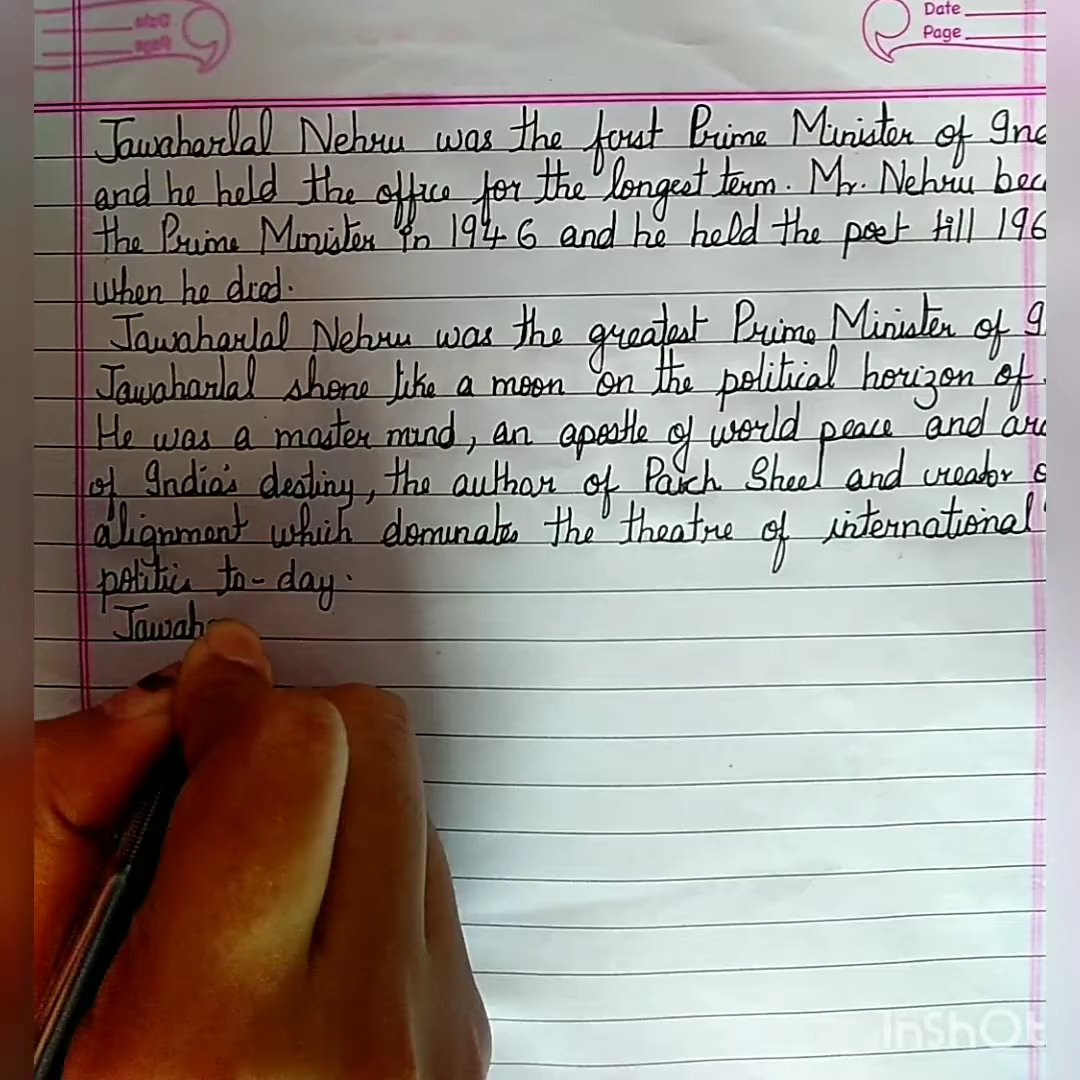 Date
Page
Jawaharlal Nehru was the first Prime Minister of Ind
and he held the office for the longest term. Mr. Nehru bec
the Prime Minister in 1946 and he held the post till 196
when he died.
Jawaharlal Nehru was the greatest Prime Minister of
Jawaharlal shone like a moon on the political horizon of
He was a master mind, an apostle of world peace and arc
of India's destiny, the author of Panch Sheel and creator o
alignment which dominates the theatre of international
politics to-day.
Jawaha
InShOt